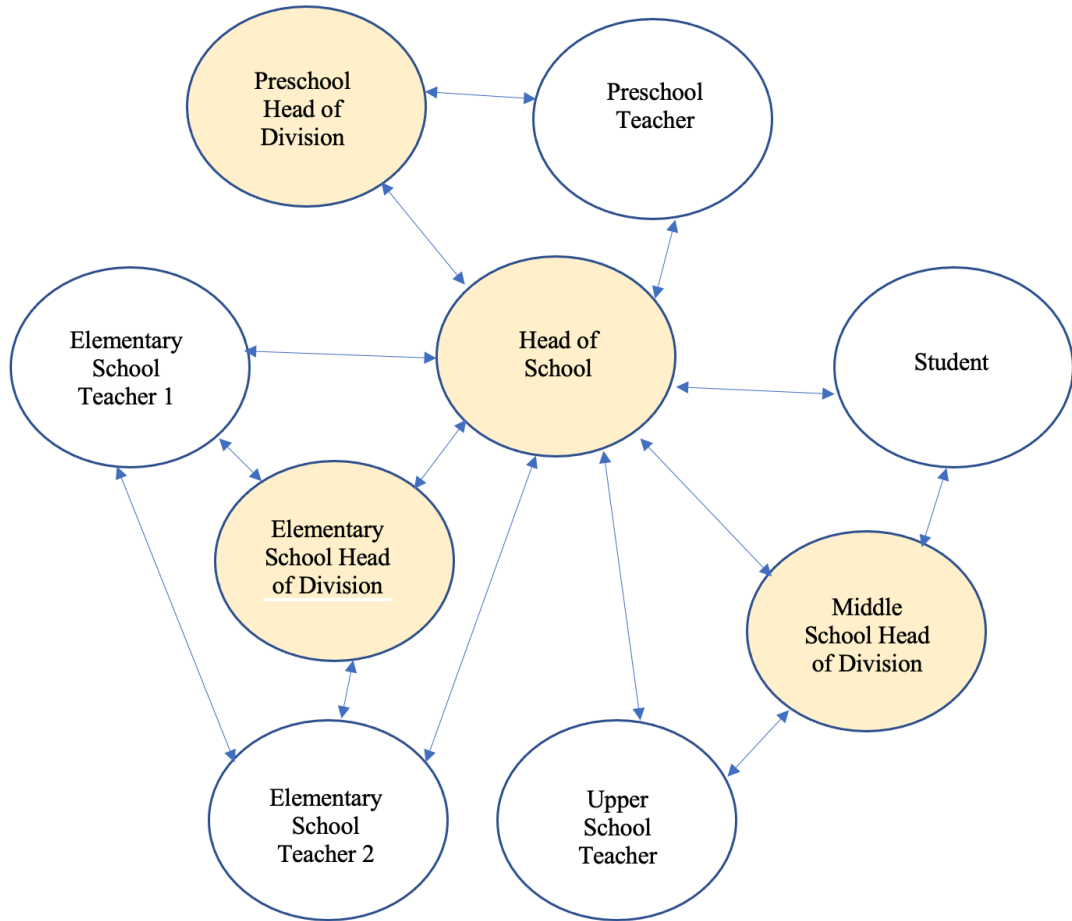 Preschool
Head of
Division
Preschool
Teacher
Elementary
School
Teacher 1
Head of
School
Student
Elementary
School Head
of Division
Middle
School Head
of Division
Elementary
School
Teacher 2
Upper
School
Teacher